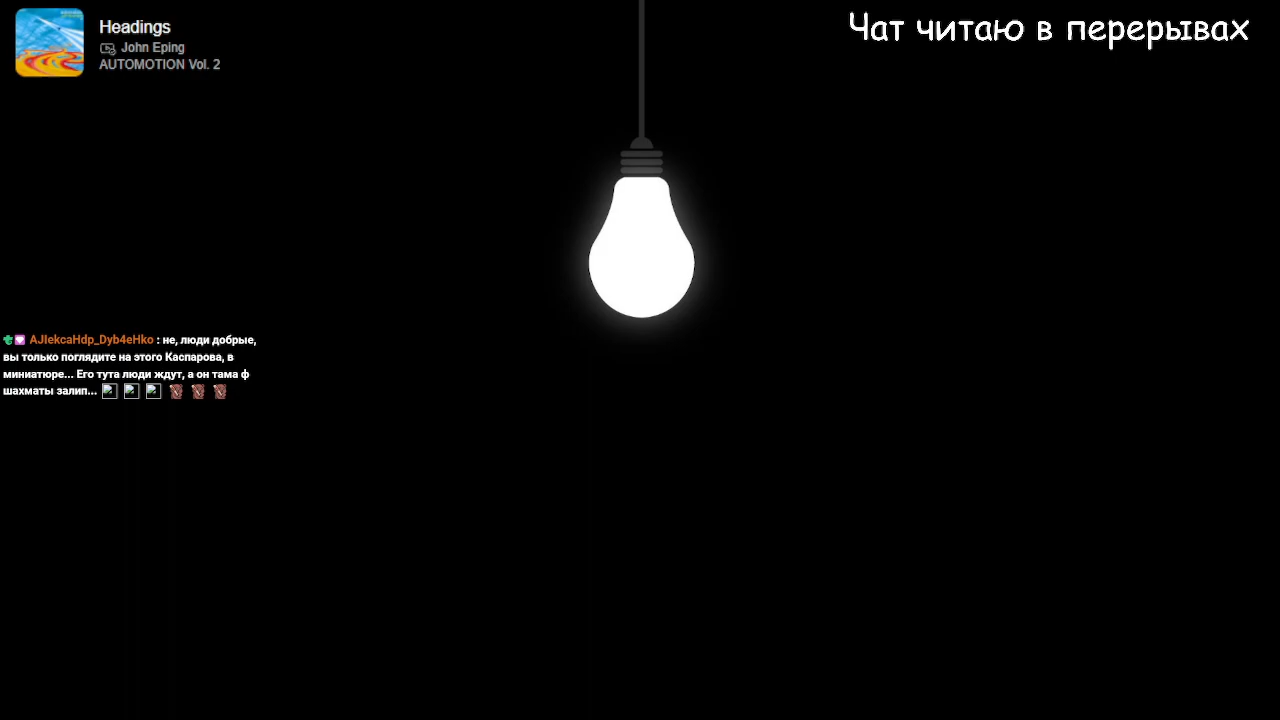 Headings
John Eping
AUTOMOTION Vol. 2
Чат читаю в перерывах
AJIekcaHdp_Dyb4eHko : не, люди добрые,
вы только поглядите на этого Каспарова, в
миниатюре... Его тута люди ждут, а он тама ф
шахматы залип...